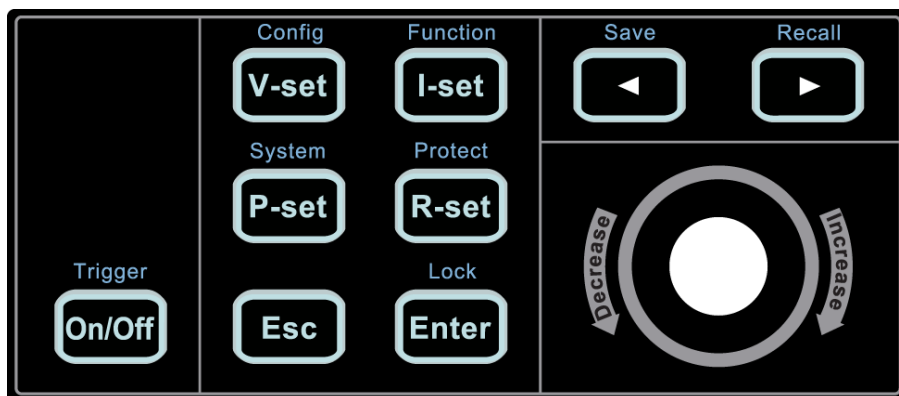 Config Function Save Recall
V-set I-set ◄ ►
System Protect
P-set R-set
Decrease Increase
Trigger Lock
On/Off Esc Enter